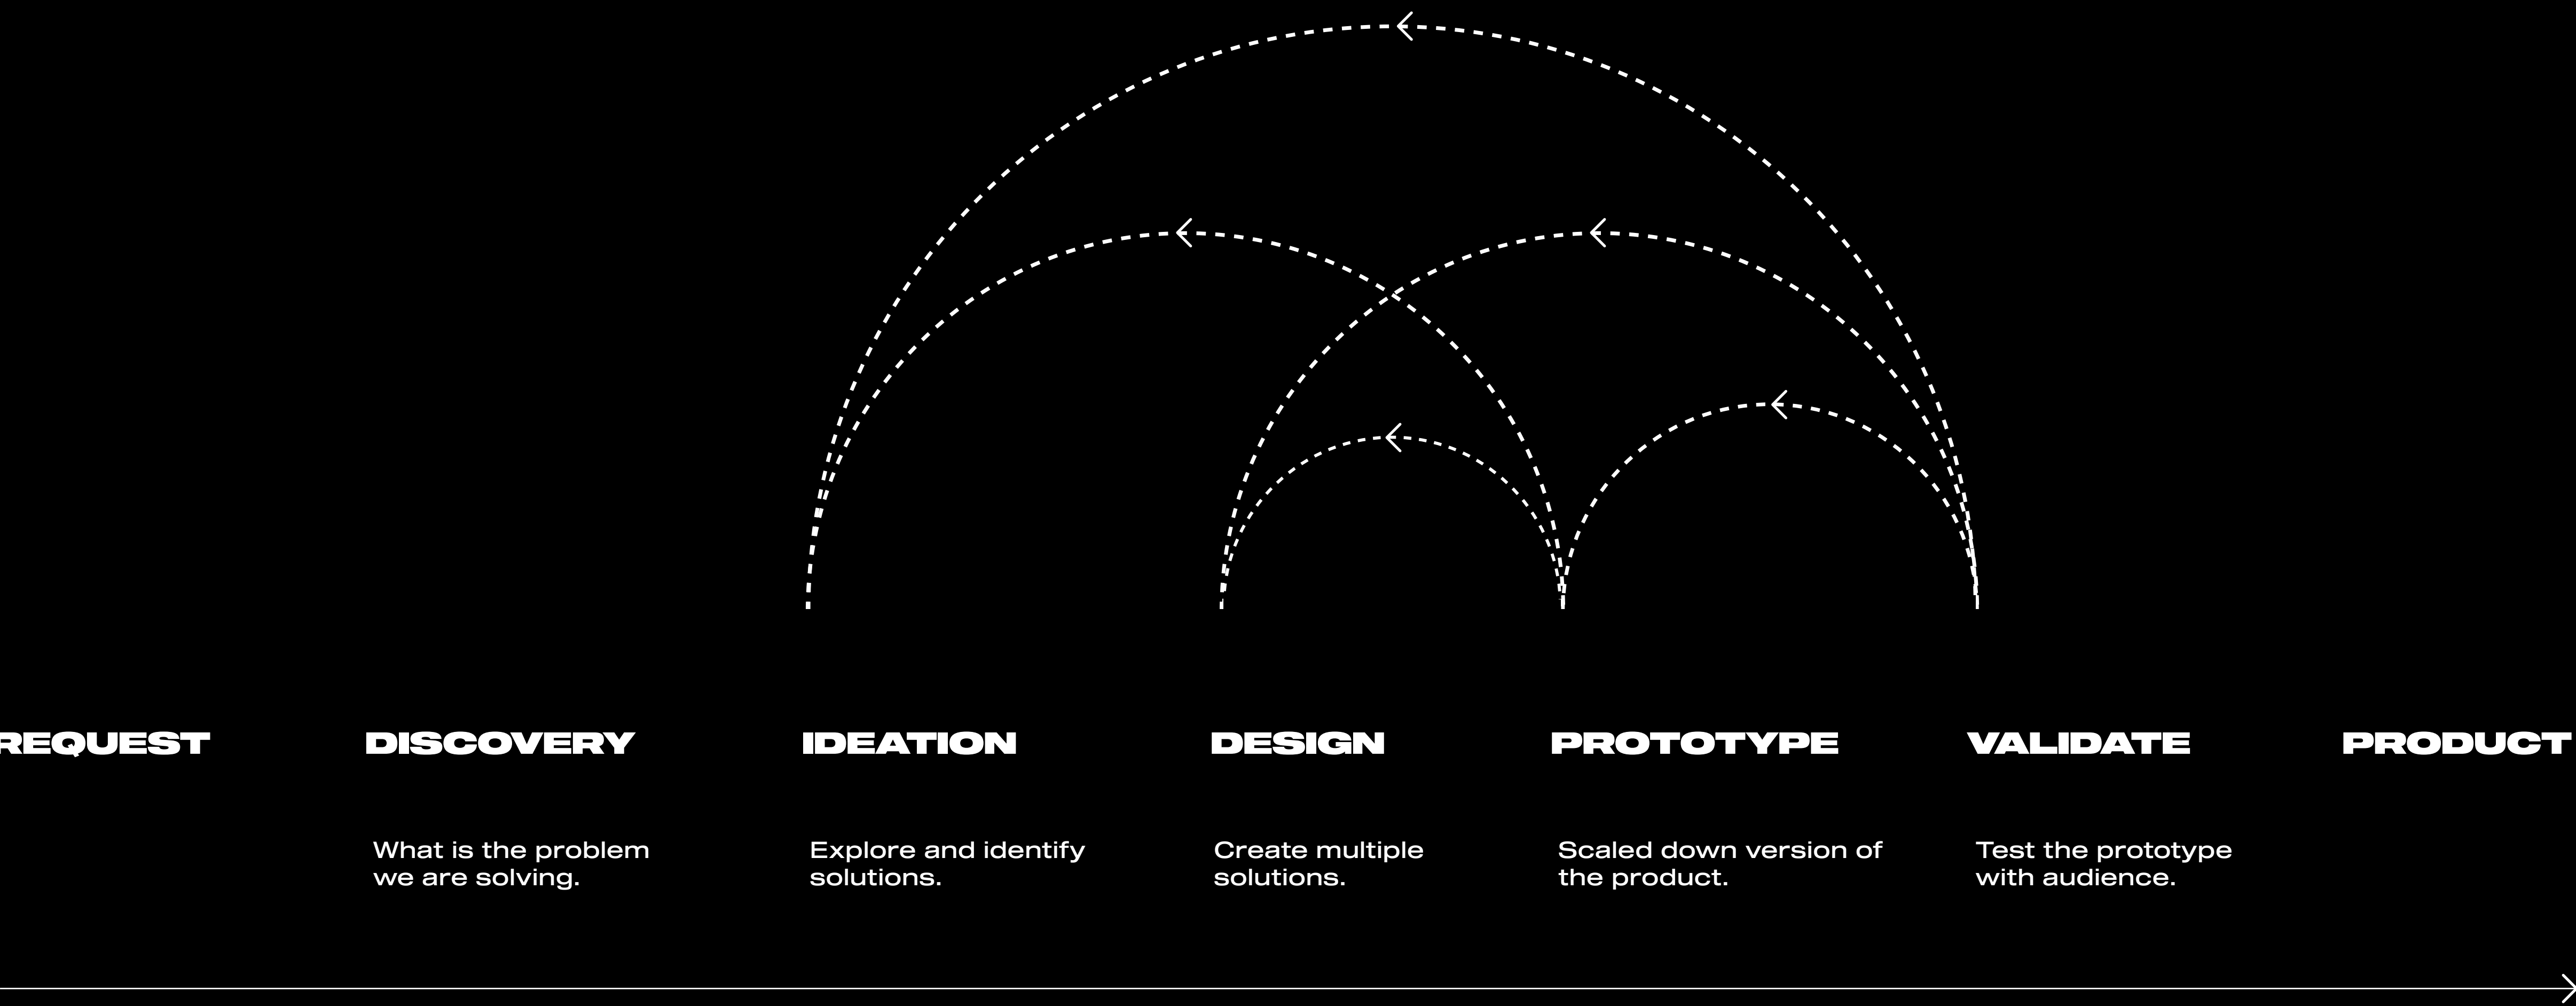 REQUEST
DISCOVERY
IDEATION
DESIGN
PROTOTYPE
VALIDATE
PRODUCT
What is the problem
we are solving.
Explore and identify
solutions.
Create multiple
solutions.
Scaled down version of
the product.
Test the prototype
with audience.